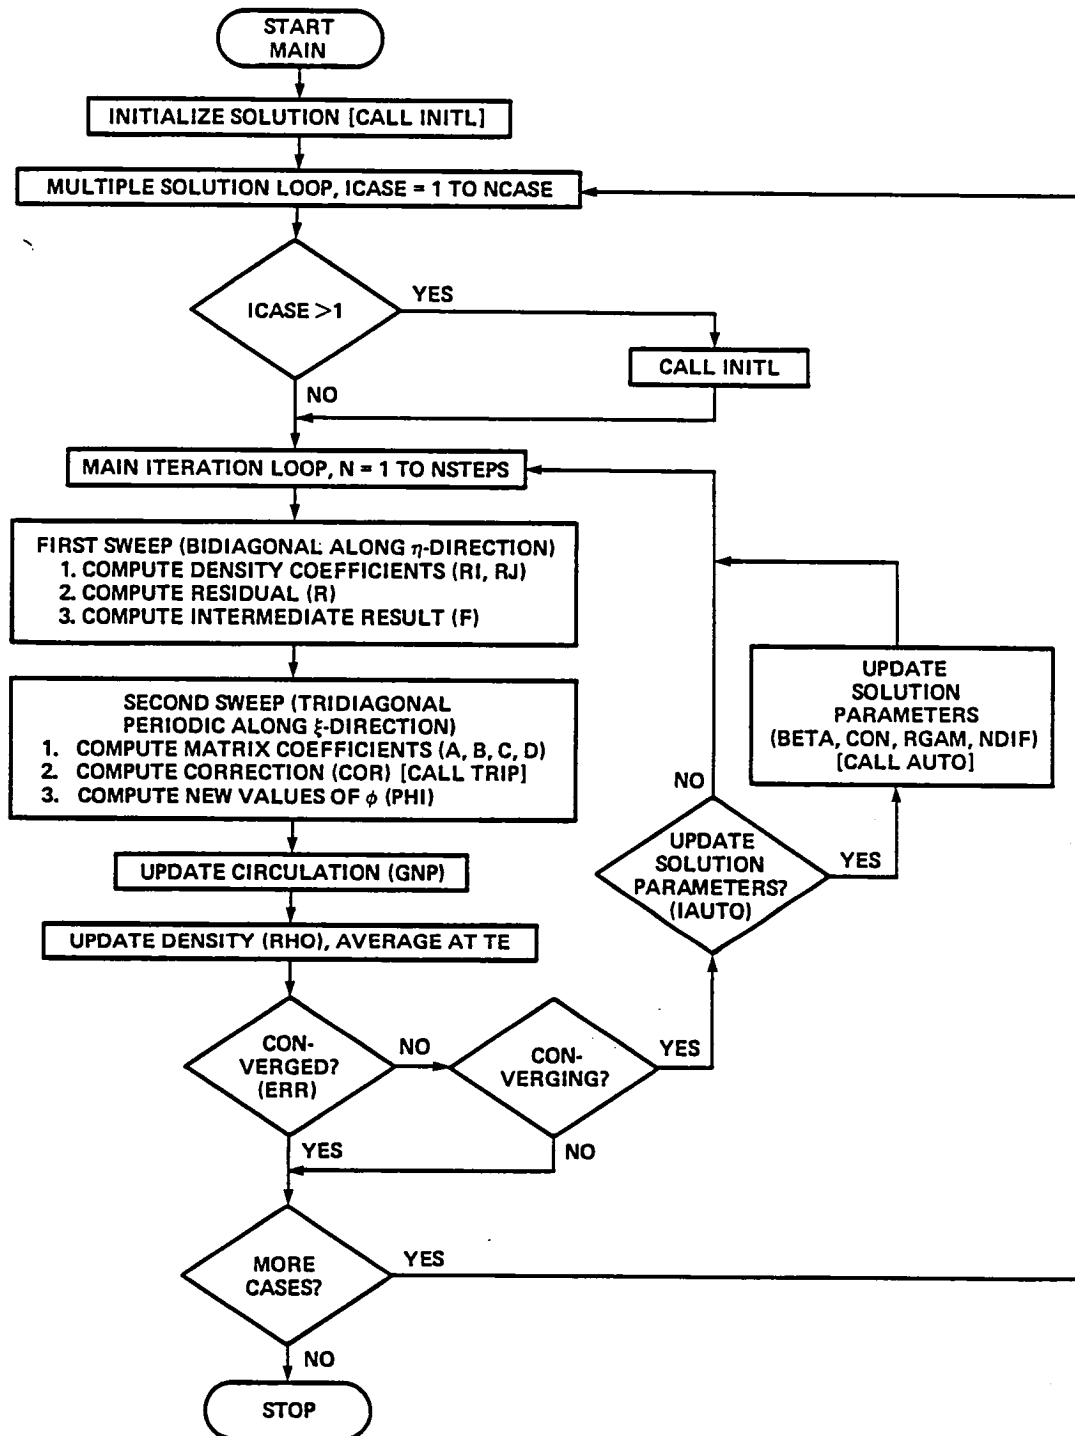 START
MAIN
INITIALIZE SOLUTION [CALL INITL]
MULTIPLE SOLUTION LOOP, ICASE = 1 TO NCASE
ICASE >1
YES
CALL INITL
NO
MAIN ITERATION LOOP, N = 1 TO NSTEPS
FIRST SWEEP (BIDIAGONAL ALONG η-DIRECTION)
1. COMPUTE DENSITY COEFFICIENTS (RI, RJ)
2. COMPUTE RESIDUAL (R)
3. COMPUTE INTERMEDIATE RESULT (F)
SECOND SWEEP (TRIDIAGONAL
PERIODIC ALONG ξ-DIRECTION)
1. COMPUTE MATRIX COEFFICIENTS (A, B, C, D)
2. COMPUTE CORRECTION (COR) [CALL TRIP]
3. COMPUTE NEW VALUES OF ϕ (PHI)
UPDATE CIRCULATION (GNP)
UPDATE DENSITY (RHO), AVERAGE AT TE
CON-
VERGED?
(ERR)
NO
CON-
VERGING?
YES
UPDATE
SOLUTION
PARAMETERS?
(IAUTO)
NO
YES
UPDATE
SOLUTION
PARAMETERS
(BETA, CON, RGAM, NDIF)
[CALL AUTO]
YES
NO
MORE
CASES?
YES
NO
STOP